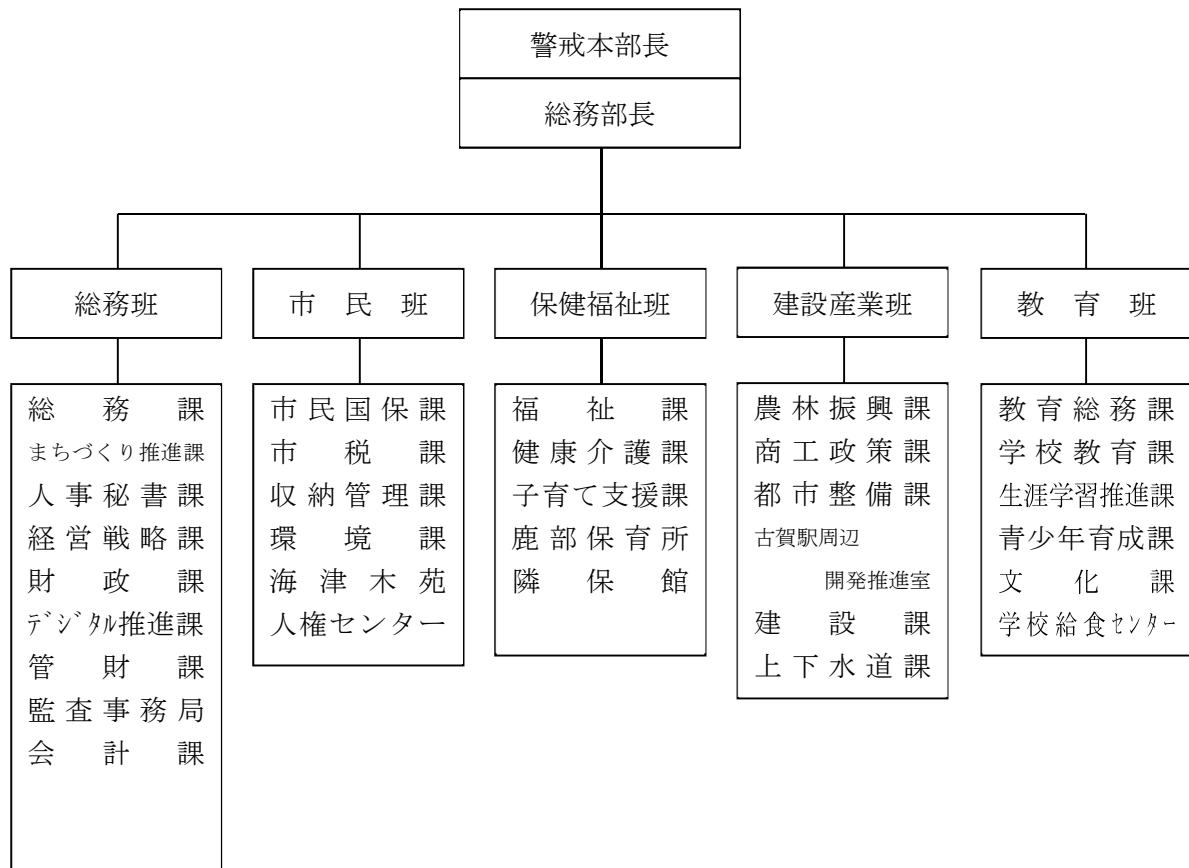 警戒本部長
総務部長
総務班
市民班
保健福祉班
建設産業班
教育班
総務課
まちづくり推進課
人事秘書課
経営戦略課
財政課
デジタル推進課
管財課
監査事務局
会計課
市民国保課
市税課
収納管理課
環境課
海津木苑
人権センター
福祉課
健康介護課
子育て支援課
鹿部保育所
隣保館
農林振興課
商工政策課
都市整備課
古賀駅周辺
開発推進室
建設課
上下水道課
教育総務課
学校教育課
生涯学習推進課
青少年育成課
文化課
学校給食センター